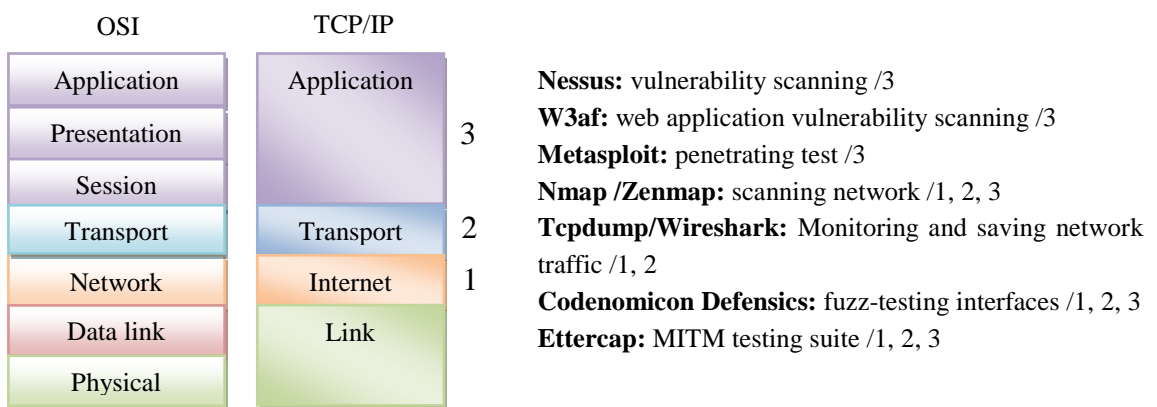 OSI
TCP/IP
Application
Presentation
Session
Transport
Network
Data link
Physical
Application
Transport
Internet
Link
3
2
1
Nessus: vulnerability scanning /3
W3af: web application vulnerability scanning /3
Metasploit: penetrating test /3
Nmap /Zenmap: scanning network /1, 2, 3
Tcpdump/Wireshark: Monitoring and saving network
traffic /1, 2
Codenomicon Defensics: fuzz-testing interfaces /1, 2, 3
Ettercap: MITM testing suite /1, 2, 3